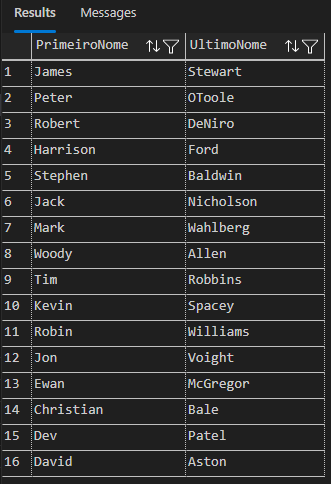 Results Messages
PrimeiroNome UltimoNome
1 James Stewart
2 Peter OToole
3 Robert DeNiro
4 Harrison Ford
5 Stephen Baldwin
6 Jack Nicholson
7 Mark Wahlberg
8 Woody Allen
9 Tim Robbins
10 Kevin Spacey
11 Robin Williams
12 Jon Voight
13 Ewan McGregor
14 Christian Bale
15 Dev Patel
16 David Aston